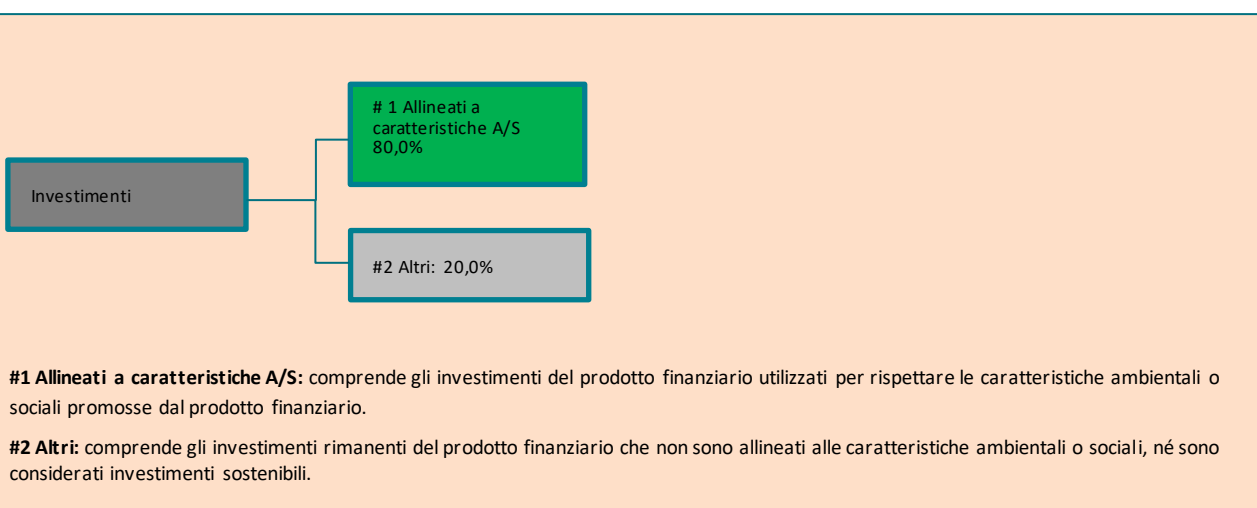 # 1 Allineati a
caratteristiche A/S
80,0%
Investimenti
#2 Altri: 20,0%
#1 Allineati a caratteristiche A/S: comprende gli investimenti del prodotto finanziario utilizzati per rispettare le caratteristiche ambientali o
sociali promosse dal prodotto finanziario.
#2 Altri: comprende gli investimenti rimanenti del prodotto finanziario che non sono allineati alle caratteristiche ambientali o sociali, né sono
considerati investimenti sostenibili.